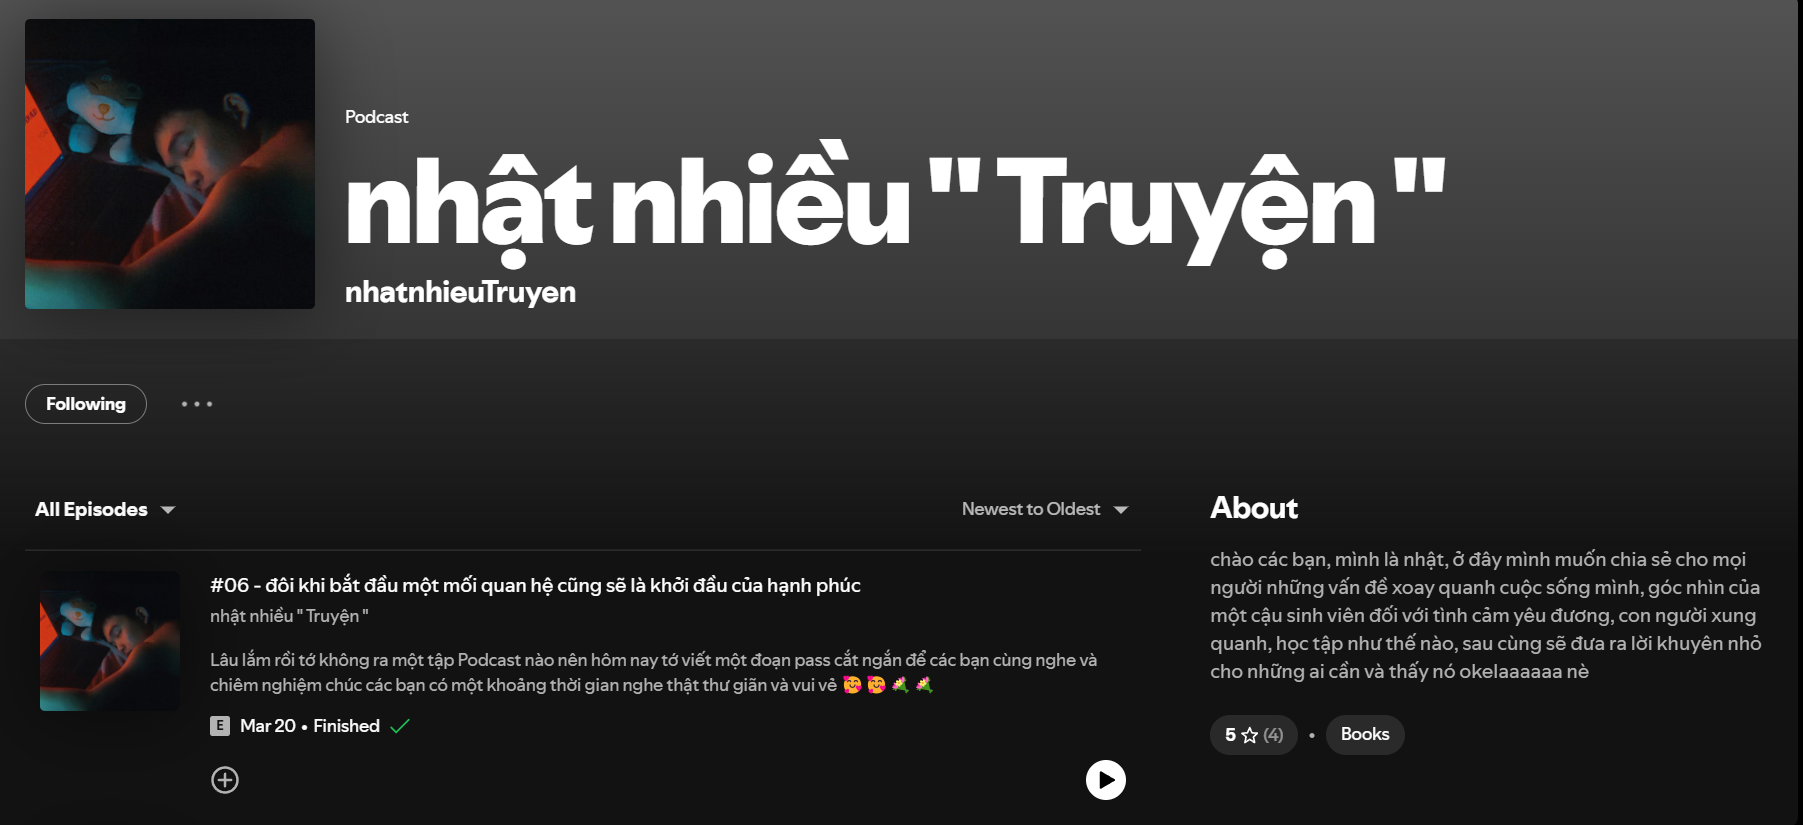 Podcast
nhật nhiều " Truyện "
nhatnhieuTruyen
Following
All Episodes
Newest to Oldest
#06 - đôi khi bắt đầu một mối quan hệ cũng sẽ là khởi đầu của hạnh phúc
nhật nhiều " Truyện "
Lâu lắm rồi tớ không ra một tập Podcast nào nên hôm nay tớ viết một đoạn pass cắt ngắn để các bạn cùng nghe và
chiêm nghiệm chúc các bạn có một khoảng thời gian nghe thật thư giãn và vui vẻ 🥰 🥰 💐 💐
E Mar 20 • Finished
About
chào các bạn, mình là nhật, ở đây mình muốn chia sẻ cho mọi
người những vấn đề xoay quanh cuộc sống mình, góc nhìn của
một cậu sinh viên đối với tình cảm yêu đương, con người xung
quanh, học tập như thế nào, sau cùng sẽ đưa ra lời khuyên nhỏ
cho những ai cần và thấy nó okelaaaaaa nè
5 ☆ (4) • Books